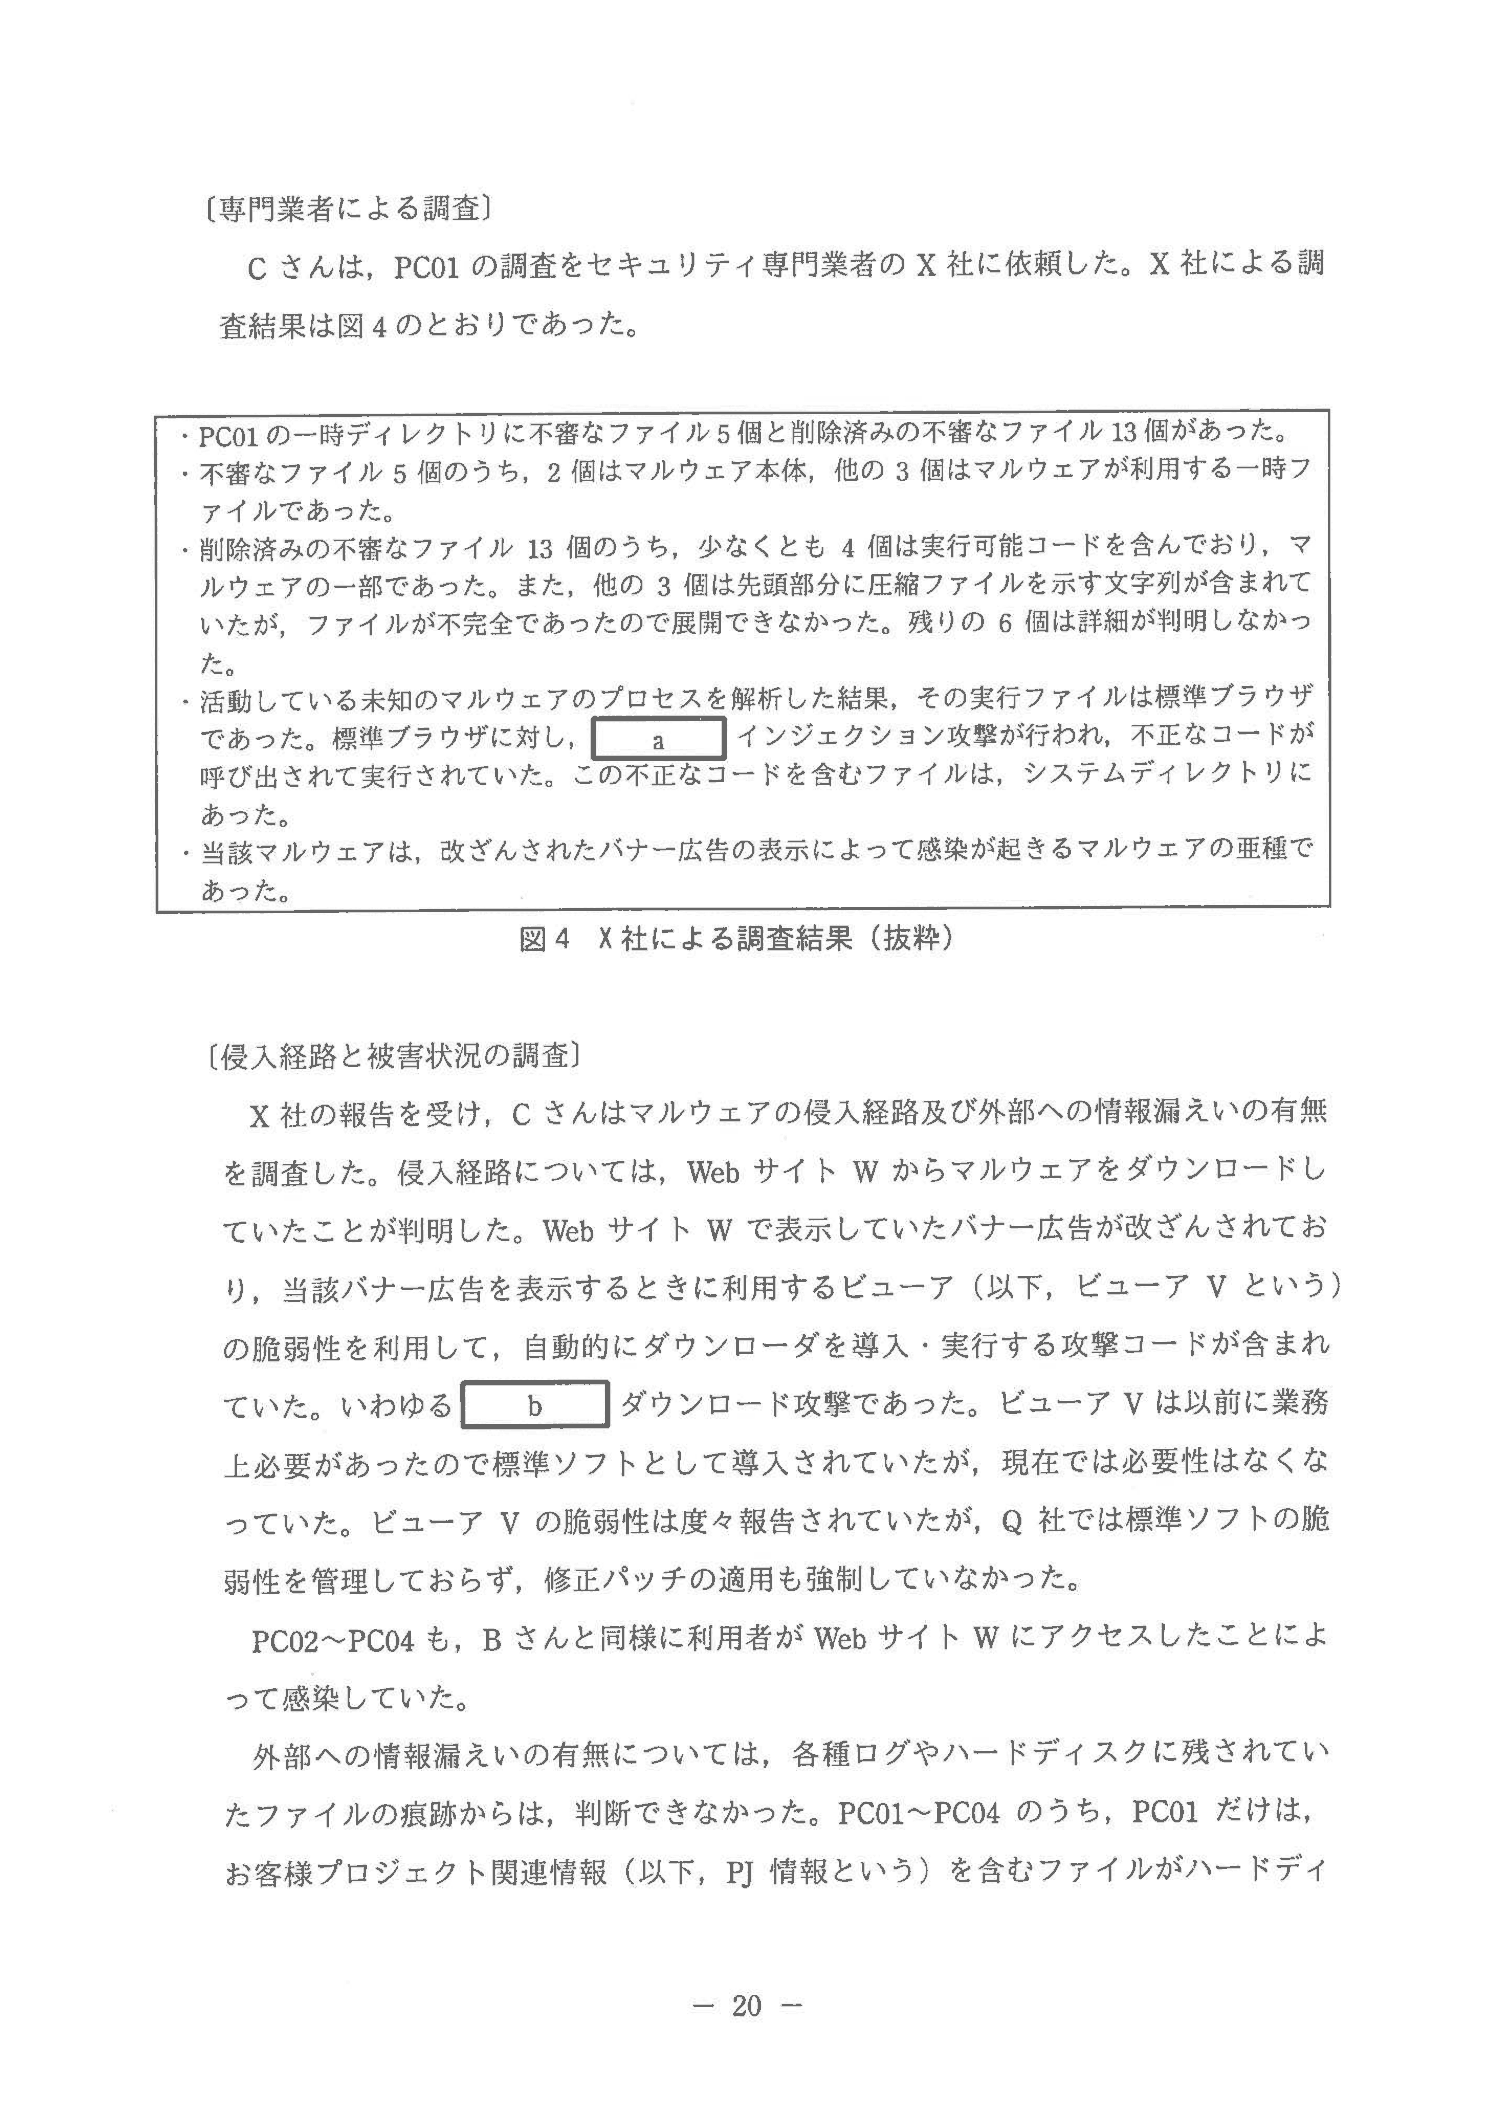 〔専門業者による調査〕
C さんは，PC01 の調査をセキュリティ専門業者の X 社に依頼した。X 社による調
査結果は図 4 のとおりであった。
・PC01 の一時ディレクトリに不審なファイル 5 個と削除済みの不審なファイル 13 個があった。
・不審なファイル 5 個のうち，2 個はマルウェア本体，他の 3 個はマルウェアが利用する一時フ
ァイルであった。
・削除済みの不審なファイル 13 個のうち，少なくとも 4 個は実行可能コードを含んでおり，マ
ルウェアの一部であった。また，他の 3 個は先頭部分に圧縮ファイルを示す文字列が含まれて
いたが，ファイルが不完全であったので展開できなかった。残りの 6 個は詳細が判明しなかっ
た。
・活動している未知のマルウェアのプロセスを解析した結果，その実行ファイルは標準ブラウザ
であった。標準ブラウザに対し， a インジェクション攻撃が行われ，不正なコードが
呼び出されて実行されていた。この不正なコードを含むファイルは，システムディレクトリに
あった。
・当該マルウェアは，改ざんされたバナー広告の表示によって感染が起きるマルウェアの亜種で
あった。
図 4 X 社による調査結果（抜粋）
〔侵入経路と被害状況の調査〕
X 社の報告を受け，C さんはマルウェアの侵入経路及び外部への情報漏えいの有無
を調査した。侵入経路については，Web サイト W からマルウェアをダウンロードし
ていたことが判明した。Web サイト W で表示していたバナー広告が改ざんされてお
り，当該バナー広告を表示するときに利用するビューア（以下，ビューア V という）
の脆弱性を利用して，自動的にダウンローダを導入・実行する攻撃コードが含まれ
ていた。いわゆる b ダウンロード攻撃であった。ビューア V は以前に業務
上必要があったので標準ソフトとして導入されていたが，現在では必要性はなくな
っていた。ビューア V の脆弱性は度々報告されていたが，Q 社では標準ソフトの脆
弱性を管理しておらず，修正パッチの適用も強制していなかった。
PC02～PC04 も，B さんと同様に利用者が Web サイト W にアクセスしたことによ
って感染していた。
外部への情報漏えいの有無については，各種ログやハードディスクに残されてい
たファイルの痕跡からは，判断できなかった。PC01～PC04 のうち，PC01 だけは，
お客様プロジェクト関連情報（以下，PJ 情報という）を含むファイルがハードディ
－ 20 －